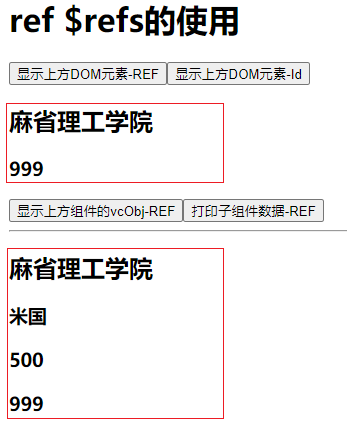 ref $refs的使用
显示上方DOM元素-REF 显示上方DOM元素-Id
麻省理工学院
999
显示上方组件的vcObj-REF 打印子组件数据-REF
麻省理工学院
米国
500
999